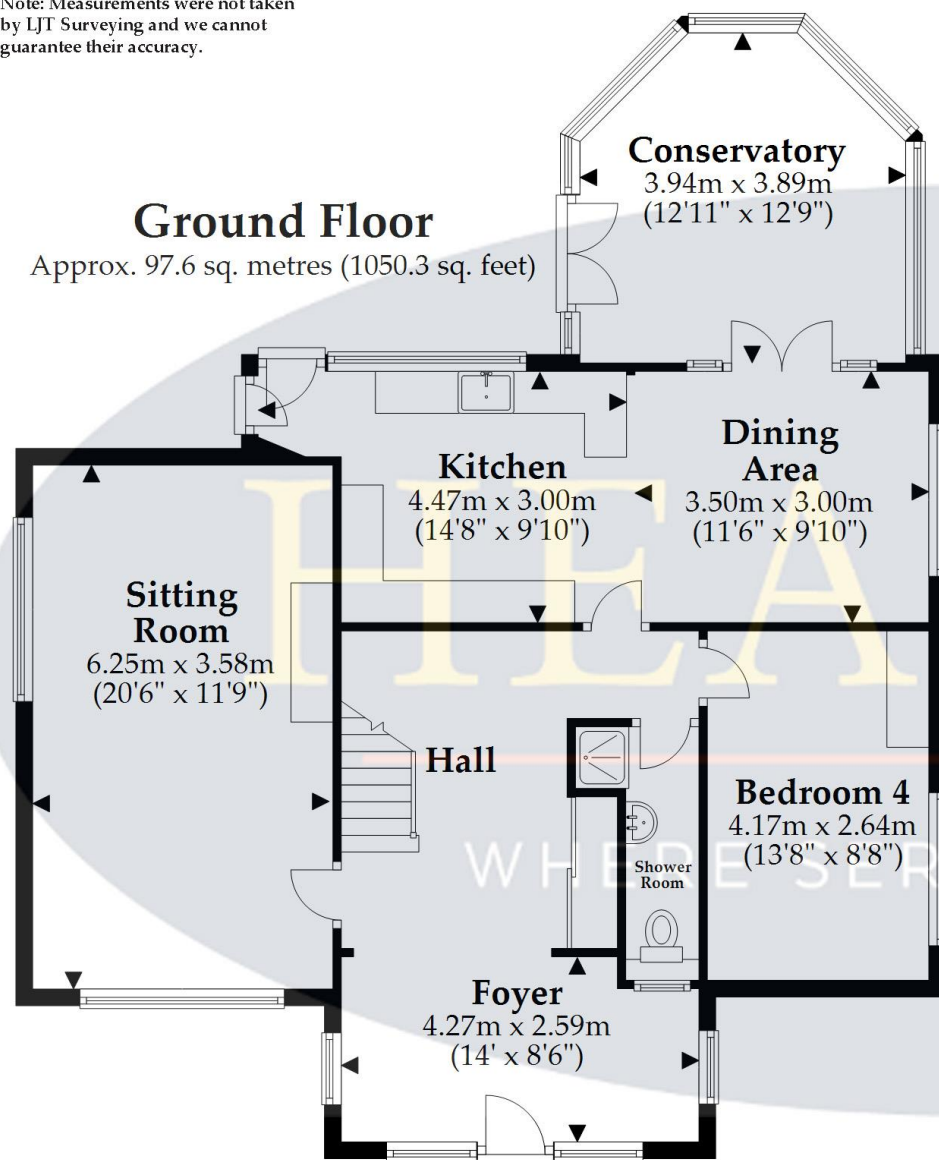 Note: Measurements were not taken
by LJT Surveying and we cannot
guarantee their accuracy.
Ground Floor
Approx. 97.6 sq. metres (1050.3 sq. feet)
Conservatory
3.94m x 3.89m
(12'11" x 12'9")
Kitchen
4.47m x 3.00m
(14'8" x 9'10")
Dining
Area
3.50m x 3.00m
(11'6" x 9'10")
Sitting
Room
6.25m x 3.58m
(20'6" x 11'9")
Hall
Bedroom 4
4.17m x 2.64m
(13'8" x 8'8")
Shower
Room
Foyer
4.27m x 2.59m
(14' x 8'6")
HEA
WHERE SER